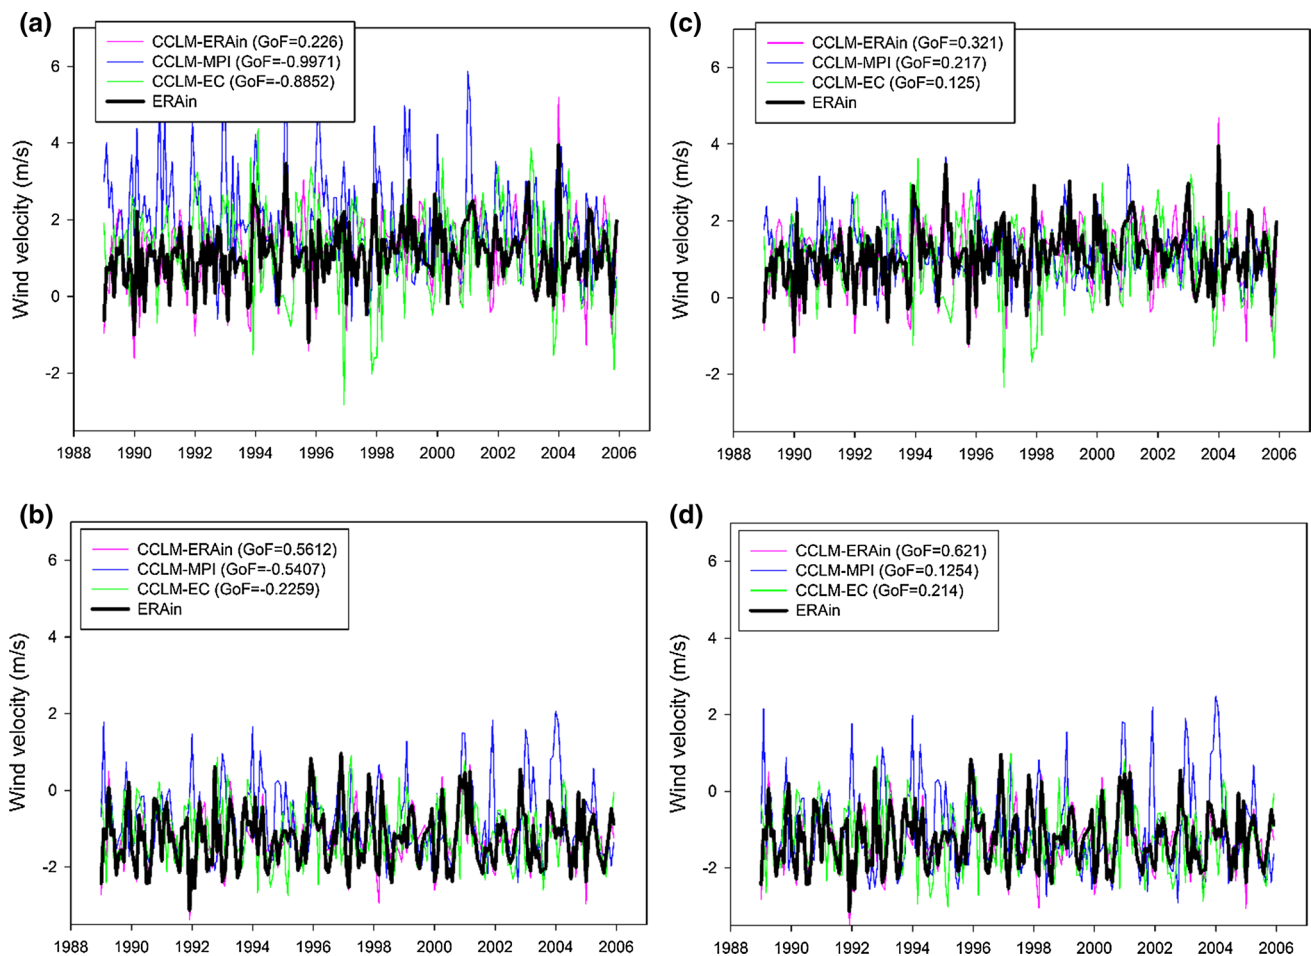 (a)
CCLM-ERAin (GoF=0.226)
CCLM-MPI (GoF=-0.9971)
CCLM-EC (GoF=-0.8852)
ERAin
Wind velocity (m/s)
6
4
2
0
-2
1988 1990 1992 1994 1996 1998 2000 2002 2004 2006
(c)
CCLM-ERAin (GoF=0.321)
CCLM-MPI (GoF=0.217)
CCLM-EC (GoF=0.125)
ERAin
Wind velocity (m/s)
6
4
2
0
-2
1988 1990 1992 1994 1996 1998 2000 2002 2004 2006
(b)
CCLM-ERAin (GoF=0.5612)
CCLM-MPI (GoF=-0.5407)
CCLM-EC (GoF=-0.2259)
ERAin
Wind velocity (m/s)
6
4
2
0
-2
1988 1990 1992 1994 1996 1998 2000 2002 2004 2006
(d)
CCLM-ERAin (GoF=0.621)
CCLM-MPI (GoF=0.1254)
CCLM-EC (GoF=0.214)
ERAin
Wind velocity (m/s)
6
4
2
0
-2
1988 1990 1992 1994 1996 1998 2000 2002 2004 2006